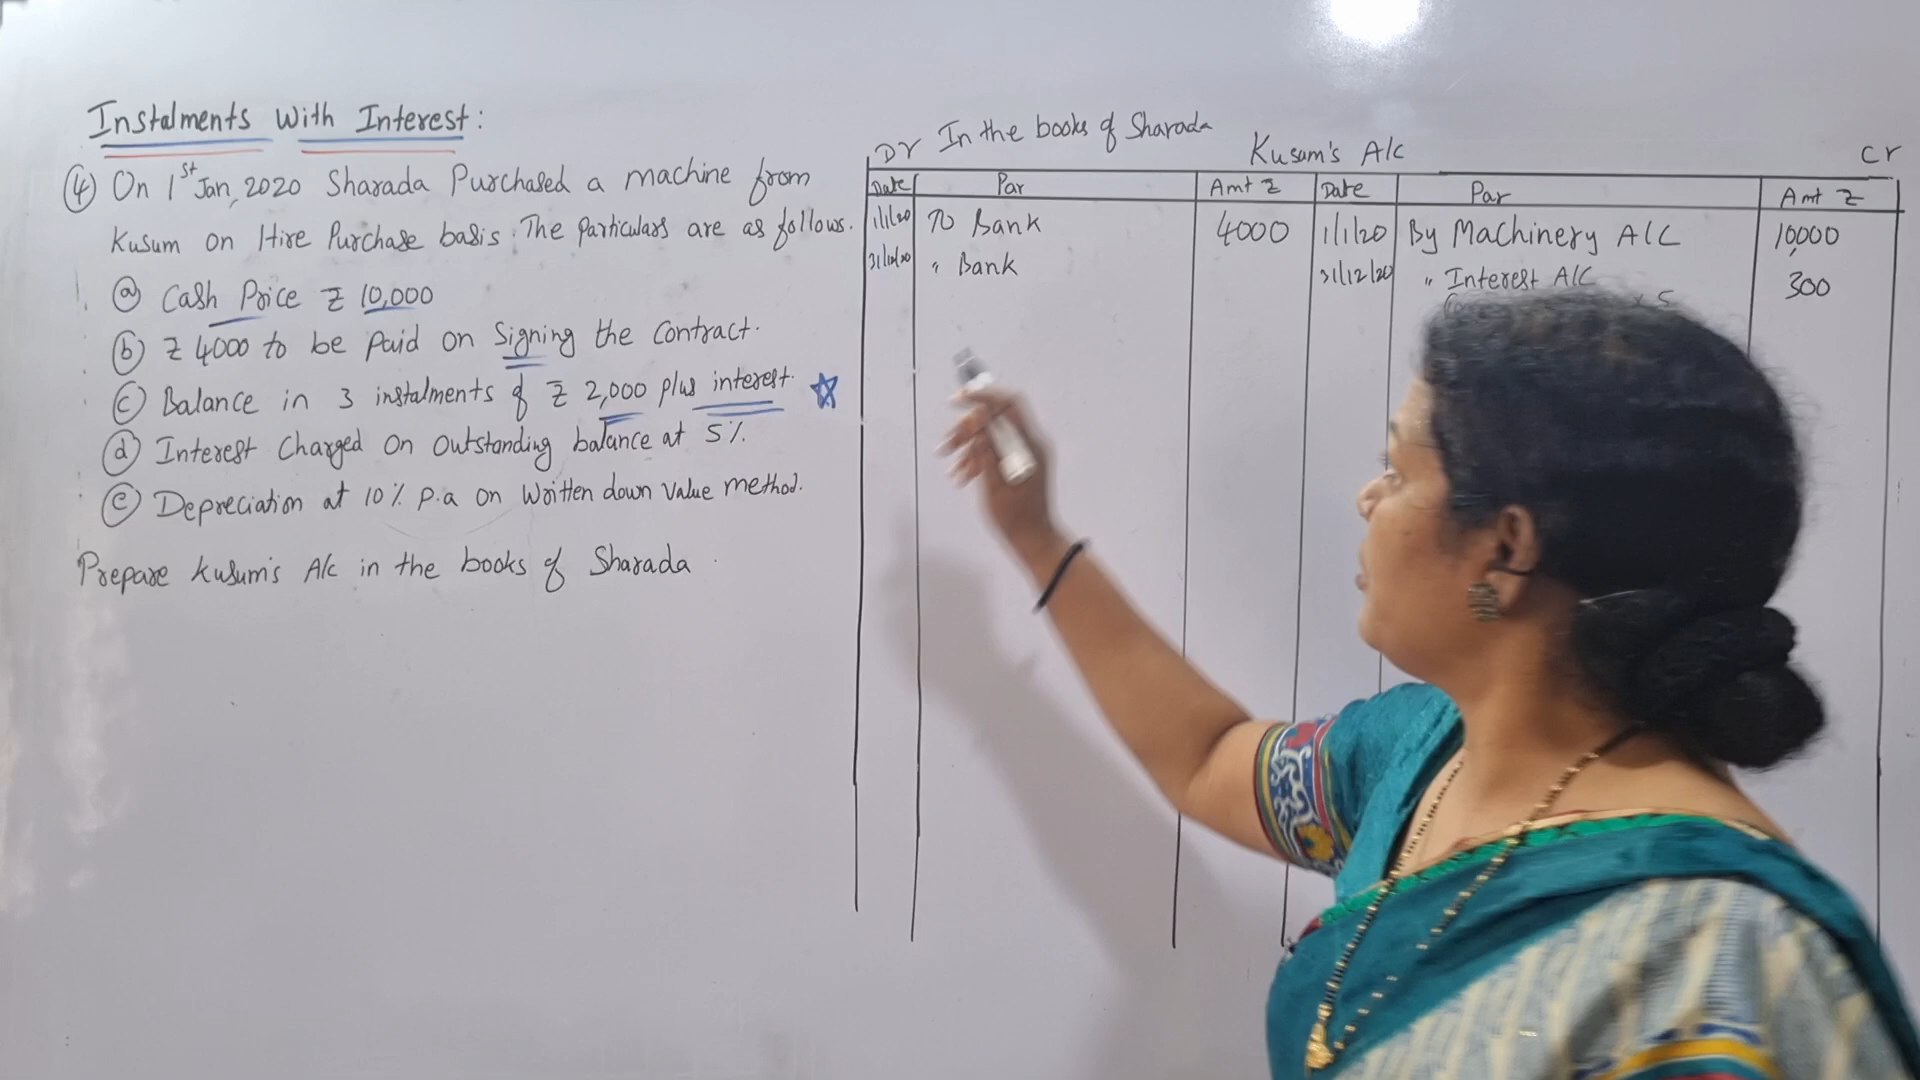 Instalments With Interest:
④ On 1st Jan, 2020 Sharada Purchased a machine from
Kusum on Hire Purchase basis. The particulars are as follows.
ⓐ Cash Price ₹ 10,000
ⓑ ₹ 4000 to be paid on Signing the Contract.
ⓒ Balance in 3 instalments of ₹ 2,000 plus interest.
ⓓ Interest Charged on Outstanding balance at 5%.
ⓔ Depreciation at 10% p.a on Written down Value method.
Prepare Kusum's A/c in the books of Sharada
In the books of Sharada
Dr Kusum's A/c Cr
Date Par Amt ₹ Date Par Amt ₹
1/1/20 To Bank 4000 1/1/20 By Machinery A/C 10,000
31/12/20 " Bank 31/12/20 " Interest A/C 300
x 5